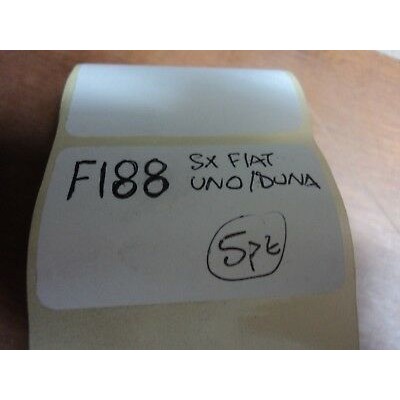 F188 SX FIAT
UNO/DUNA
5pz